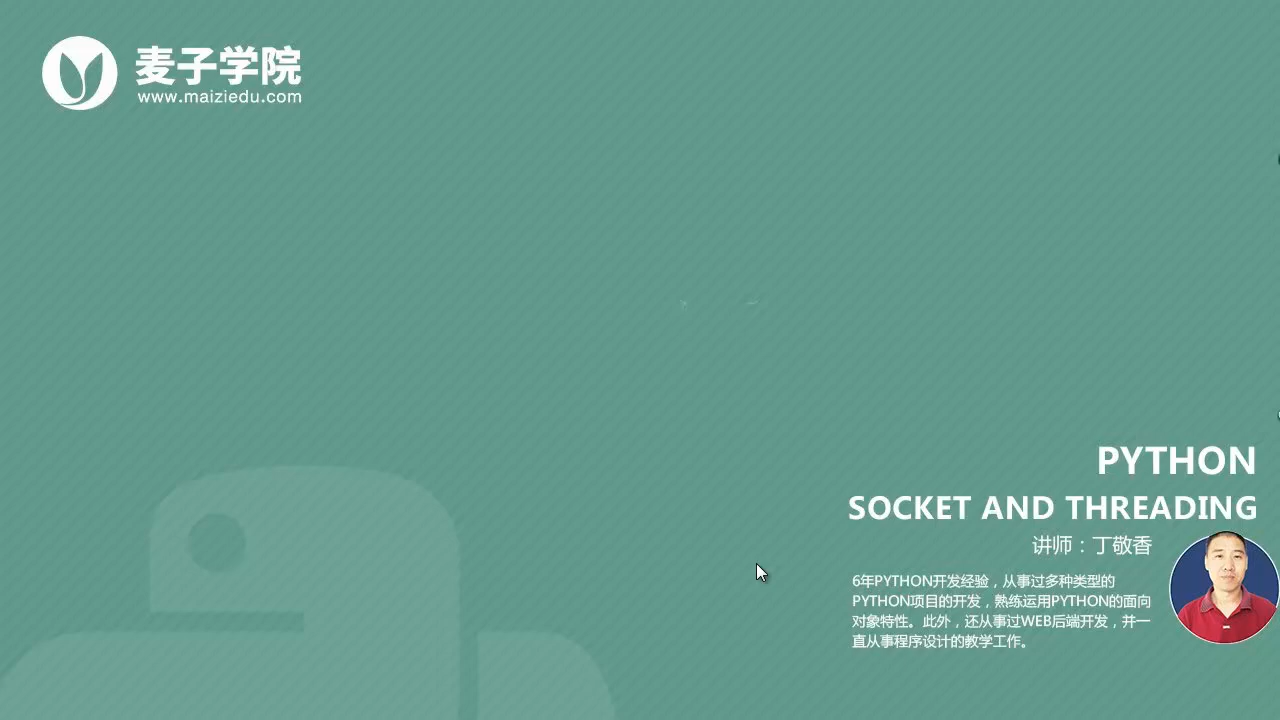 麦子学院
www.maiziedu.com
PYTHON
SOCKET AND THREADING
讲师：丁敬香
6年PYTHON开发经验，从事过多种类型的
PYTHON项目的开发，熟练运用PYTHON的面向
对象特性。此外，还从事过WEB后端开发，并一
直从事程序设计的教学工作。